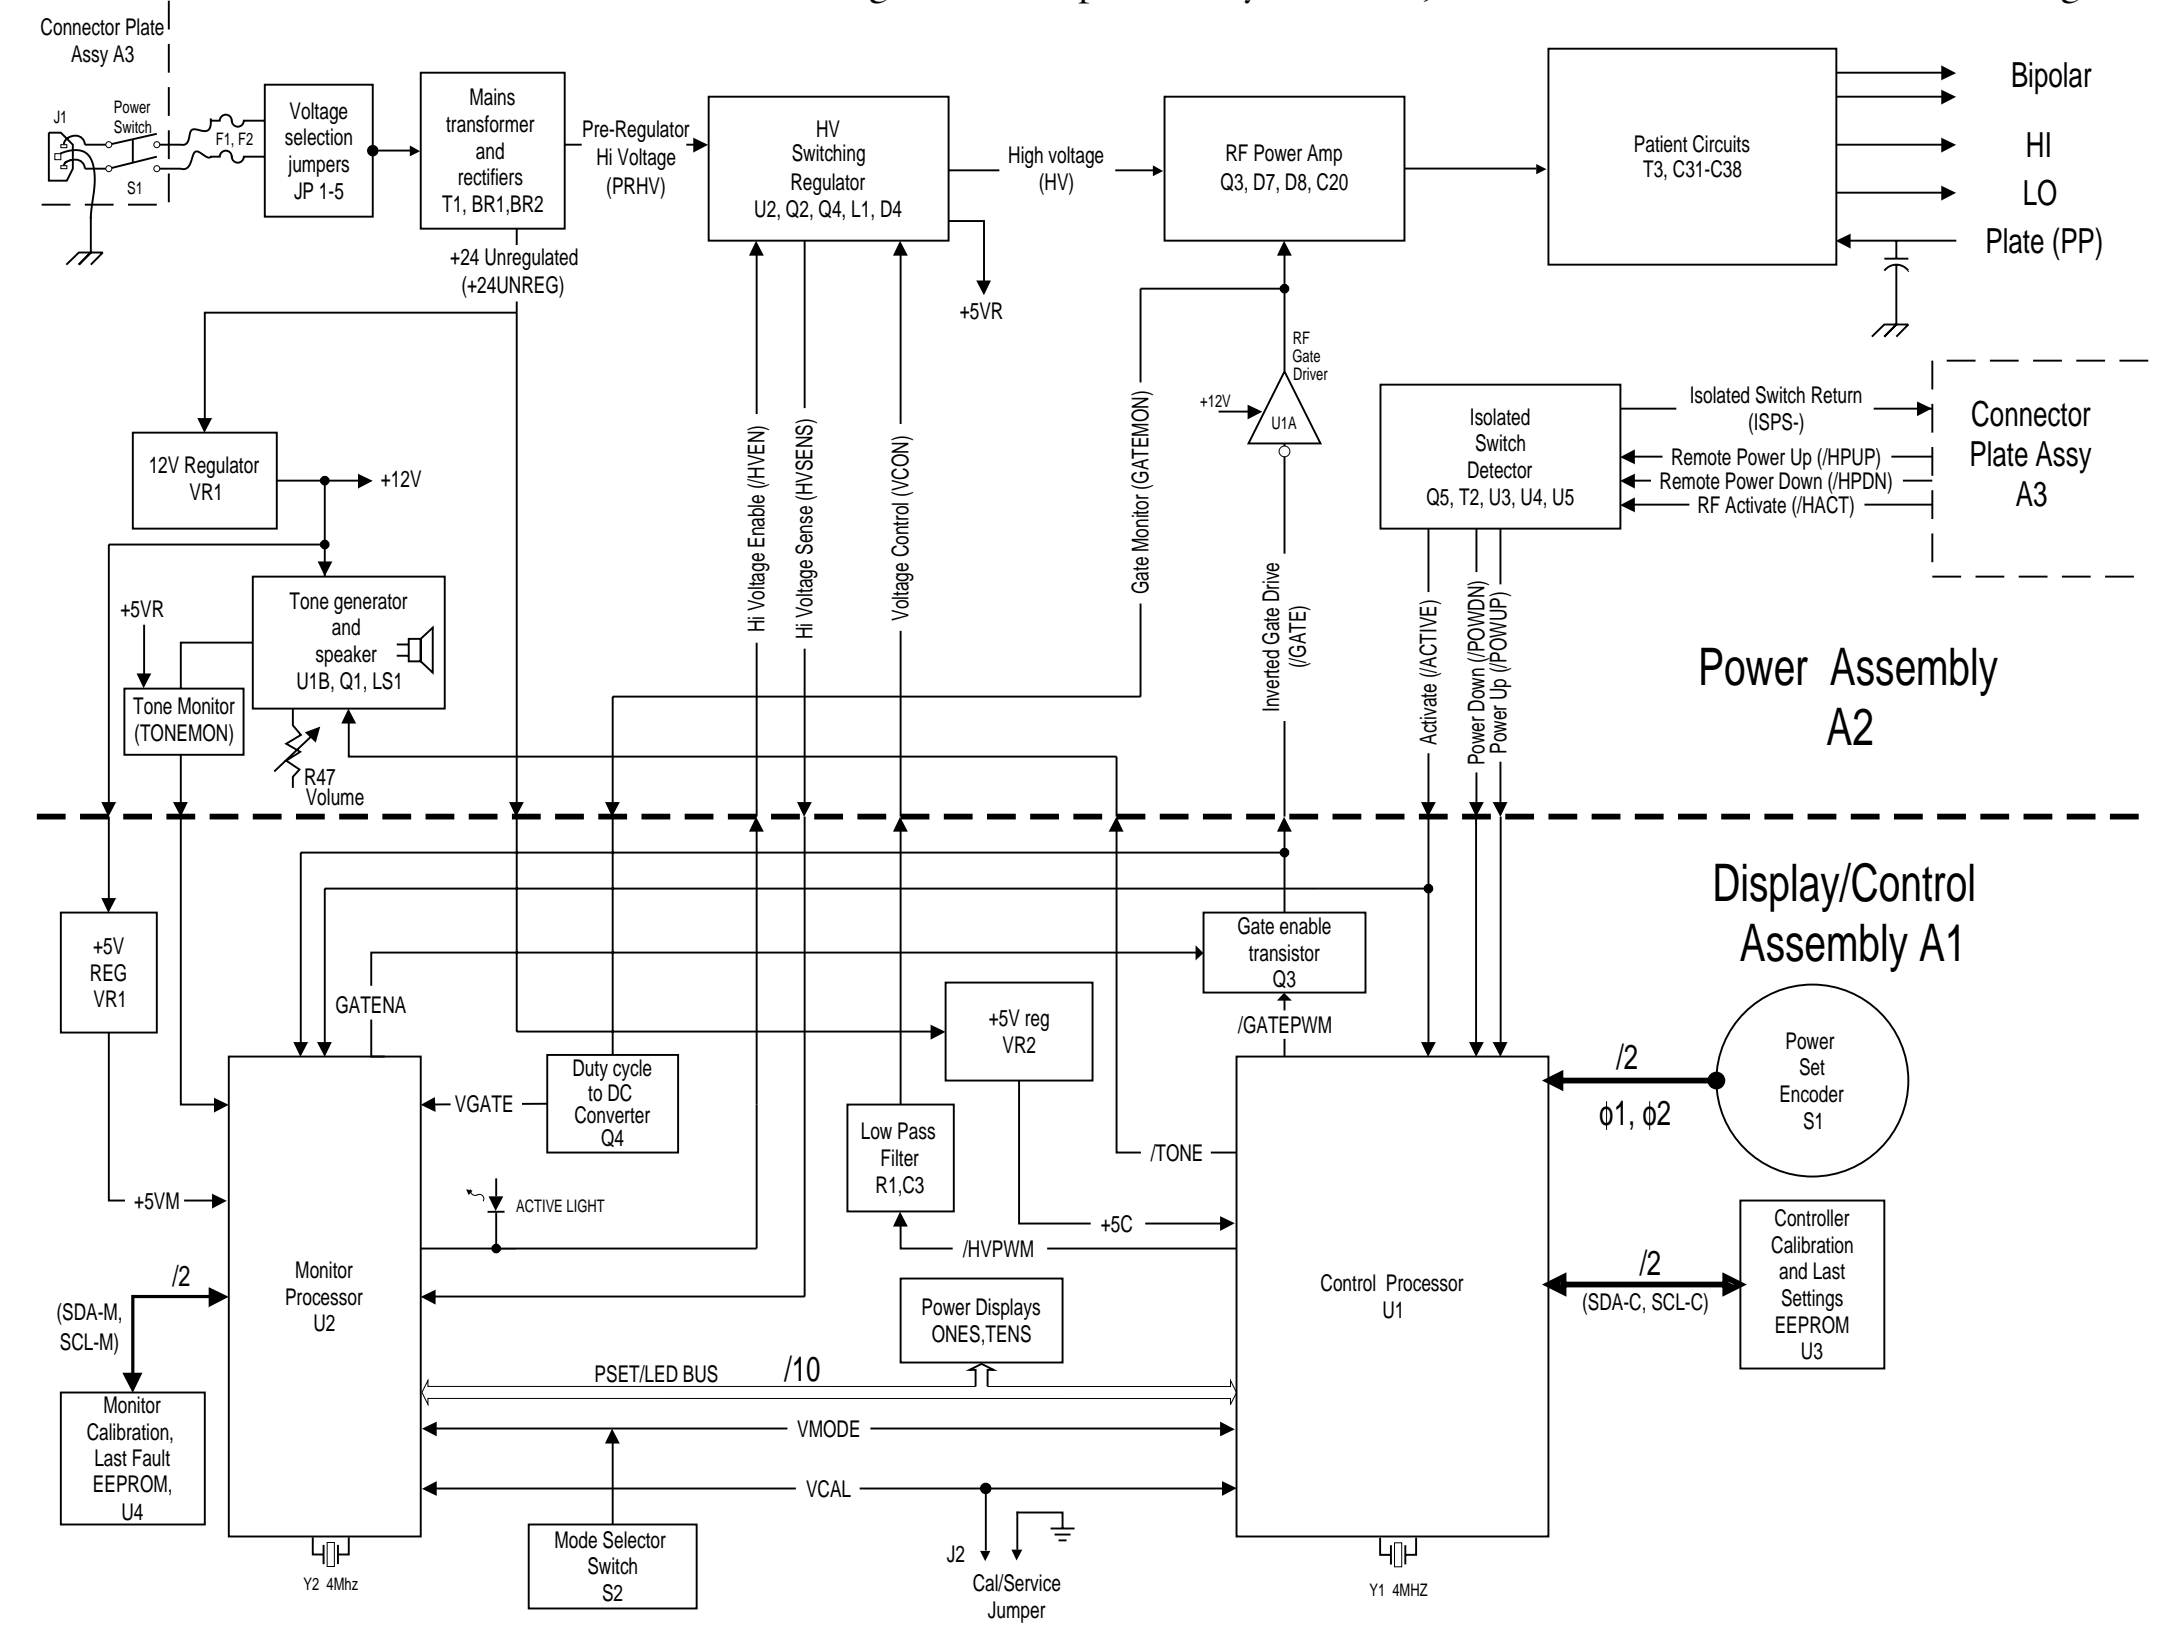 Connector Plate
Assy A3
J1
Power
Switch
S1
F1, F2
Voltage
selection
jumpers
JP 1-5
Mains
transformer
and
rectifiers
T1, BR1,BR2
Pre-Regulator
Hi Voltage
(PRHV)
HV
Switching
Regulator
U2, Q2, Q4, L1, D4
High voltage
(HV)
RF Power Amp
Q3, D7, D8, C20
Patient Circuits
T3, C31-C38
Bipolar
HI
LO
Plate (PP)
+24 Unregulated
(+24UNREG)
+5VR
RF
Gate
Driver
+12V
U1A
Isolated
Switch
Detector
Q5, T2, U3, U4, U5
Isolated Switch Return
(ISPS-)
Remote Power Up (/HPUP)
Remote Power Down (/HPDN)
RF Activate (/HACT)
Connector
Plate Assy
A3
12V Regulator
VR1
+12V
Hi Voltage Enable (/HVEN)
Hi Voltage Sense (HVSENS)
Voltage Control (VCON)
Gate Monitor (GATEMON)
Inverted Gate Drive
(/GATE)
Activate (/ACTIVE)
Power Down (/POWDN)
Power Up (/POWUP)
+5VR
Tone generator
and
speaker
U1B, Q1, LS1
Tone Monitor
(TONEMON)
R47
Volume
Power Assembly
A2
Display/Control
Assembly A1
+5V
REG
VR1
GATENA
Gate enable
transistor
Q3
/GATEPWM
+5V reg
VR2
Duty cycle
to DC
Converter
Q4
VGATE
Low Pass
Filter
R1,C3
/TONE
+5C
/HVPWM
/2
ϕ1, ϕ2
Power
Set
Encoder
S1
+5VM
ACTIVE LIGHT
/2
(SDA-M,
SCL-M)
Monitor
Processor
U2
Control Processor
U1
/2
(SDA-C, SCL-C)
Controller
Calibration
and Last
Settings
EEPROM
U3
Power Displays
ONES,TENS
PSET/LED BUS /10
Monitor
Calibration,
Last Fault
EEPROM,
U4
VMODE
VCAL
Mode Selector
Switch
S2
J2
Cal/Service
Jumper
Y2 4Mhz
Y1 4MHZ